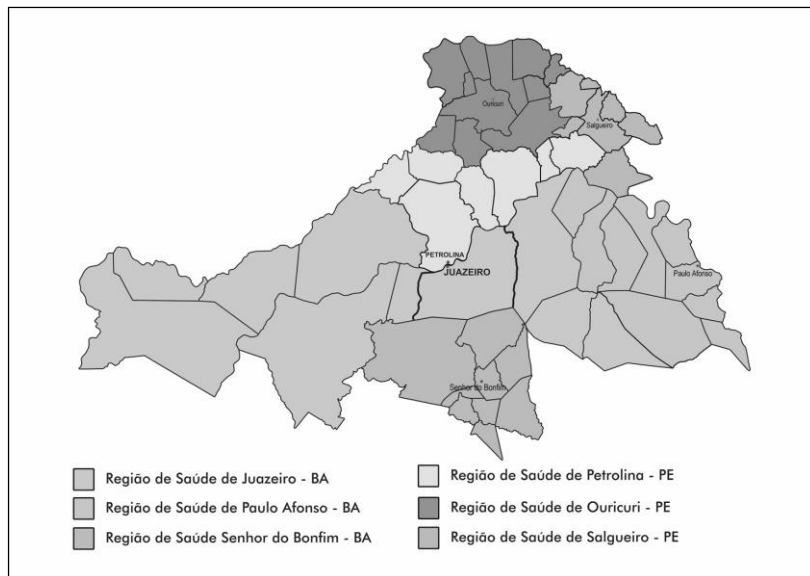 Ouricuri
Salgueiro
PETROLINA
JUAZEIRO
Paulo Afonso
Senhor do Bonfim
Região de Saúde de Juazeiro - BA
Região de Saúde de Paulo Afonso - BA
Região de Saúde Senhor do Bonfim - BA
Região de Saúde de Petrolina - PE
Região de Saúde de Ouricuri - PE
Região de Saúde de Salgueiro - PE